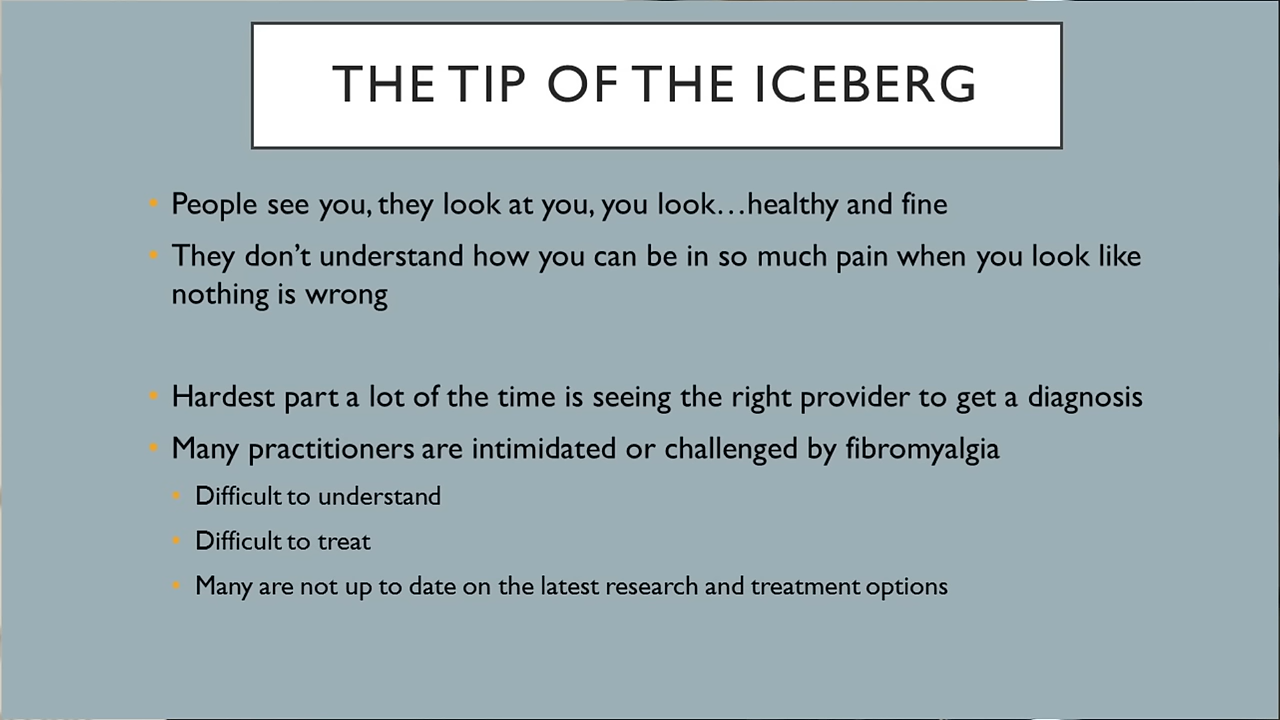 THE TIP OF THE ICEBERG
• People see you, they look at you, you look…healthy and fine
• They don’t understand how you can be in so much pain when you look like
nothing is wrong
• Hardest part a lot of the time is seeing the right provider to get a diagnosis
• Many practitioners are intimidated or challenged by fibromyalgia
• Difficult to understand
• Difficult to treat
• Many are not up to date on the latest research and treatment options